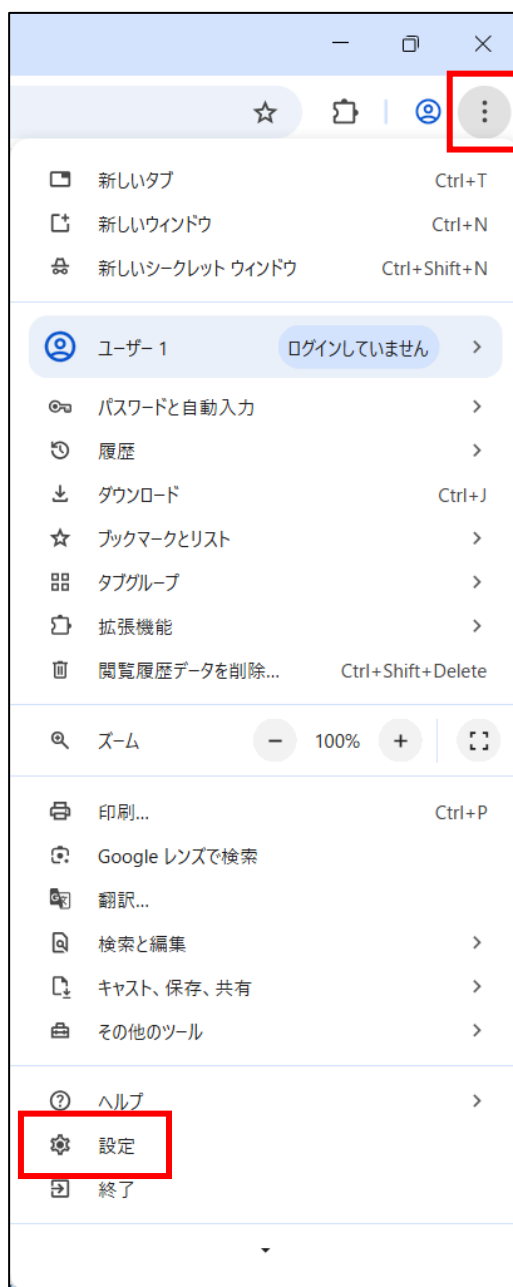 新しいタブ Ctrl+T
新しいウィンドウ Ctrl+N
新しいシークレット ウィンドウ Ctrl+Shift+N
ユーザー 1 ログインしていません
パスワードと自動入力
履歴
ダウンロード Ctrl+J
ブックマークとリスト
タブグループ
拡張機能
閲覧履歴データを削除... Ctrl+Shift+Delete
ズーム − 100% +
印刷... Ctrl+P
Google レンズで検索
翻訳...
検索と編集
キャスト、保存、共有
その他のツール
ヘルプ
設定
終了